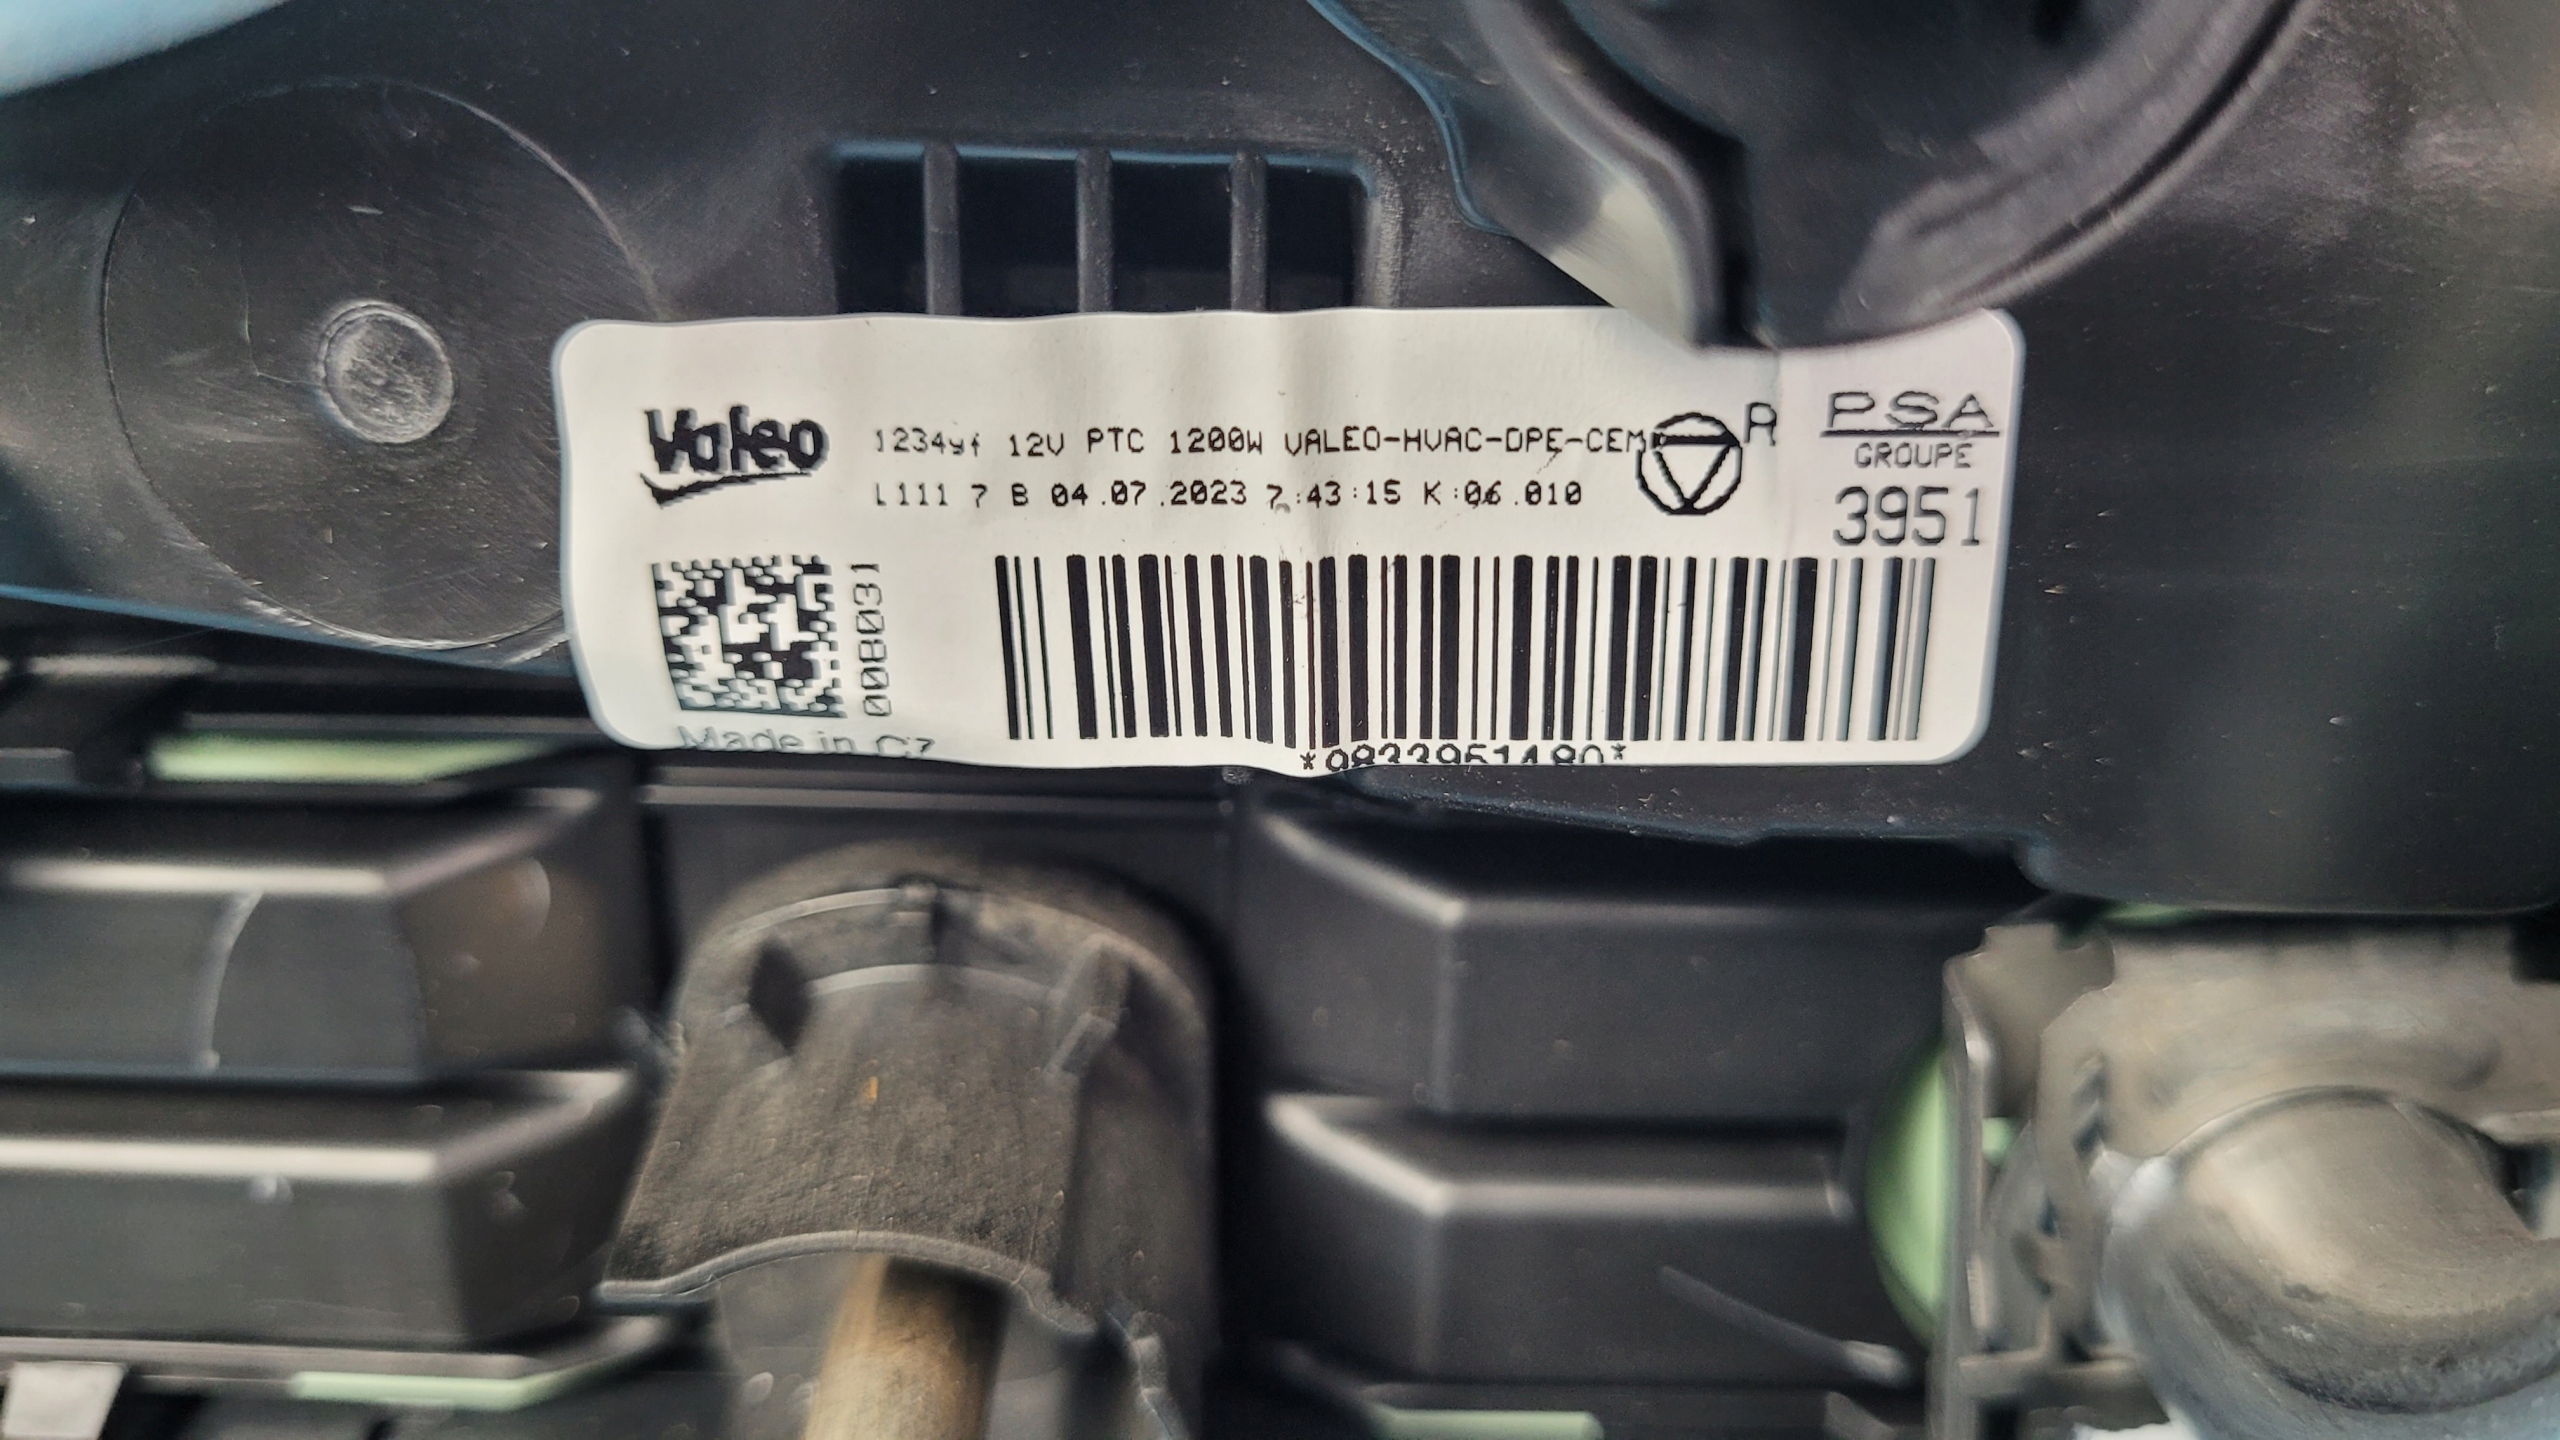 Valeo
1234yf 12V PTC 1200W VALEO-HVAC-DPE-CEM
R
L111 7 B 04.07.2023 7:43:15 K:06.010
PSA
GROUPE
3951
008031
Made in CZ
*9833951480*